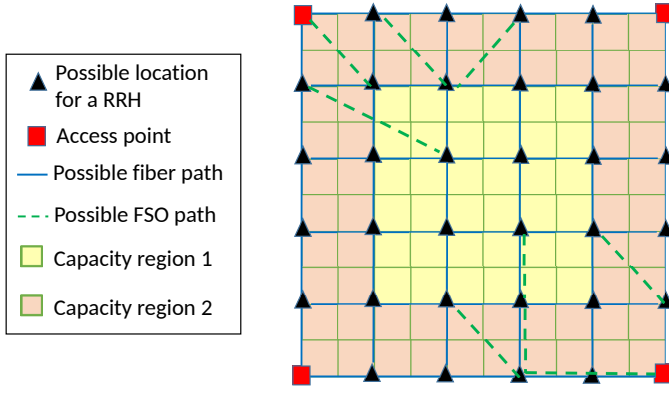 Possible location
for a RRH
Access point
Possible fiber path
Possible FSO path
Capacity region 1
Capacity region 2